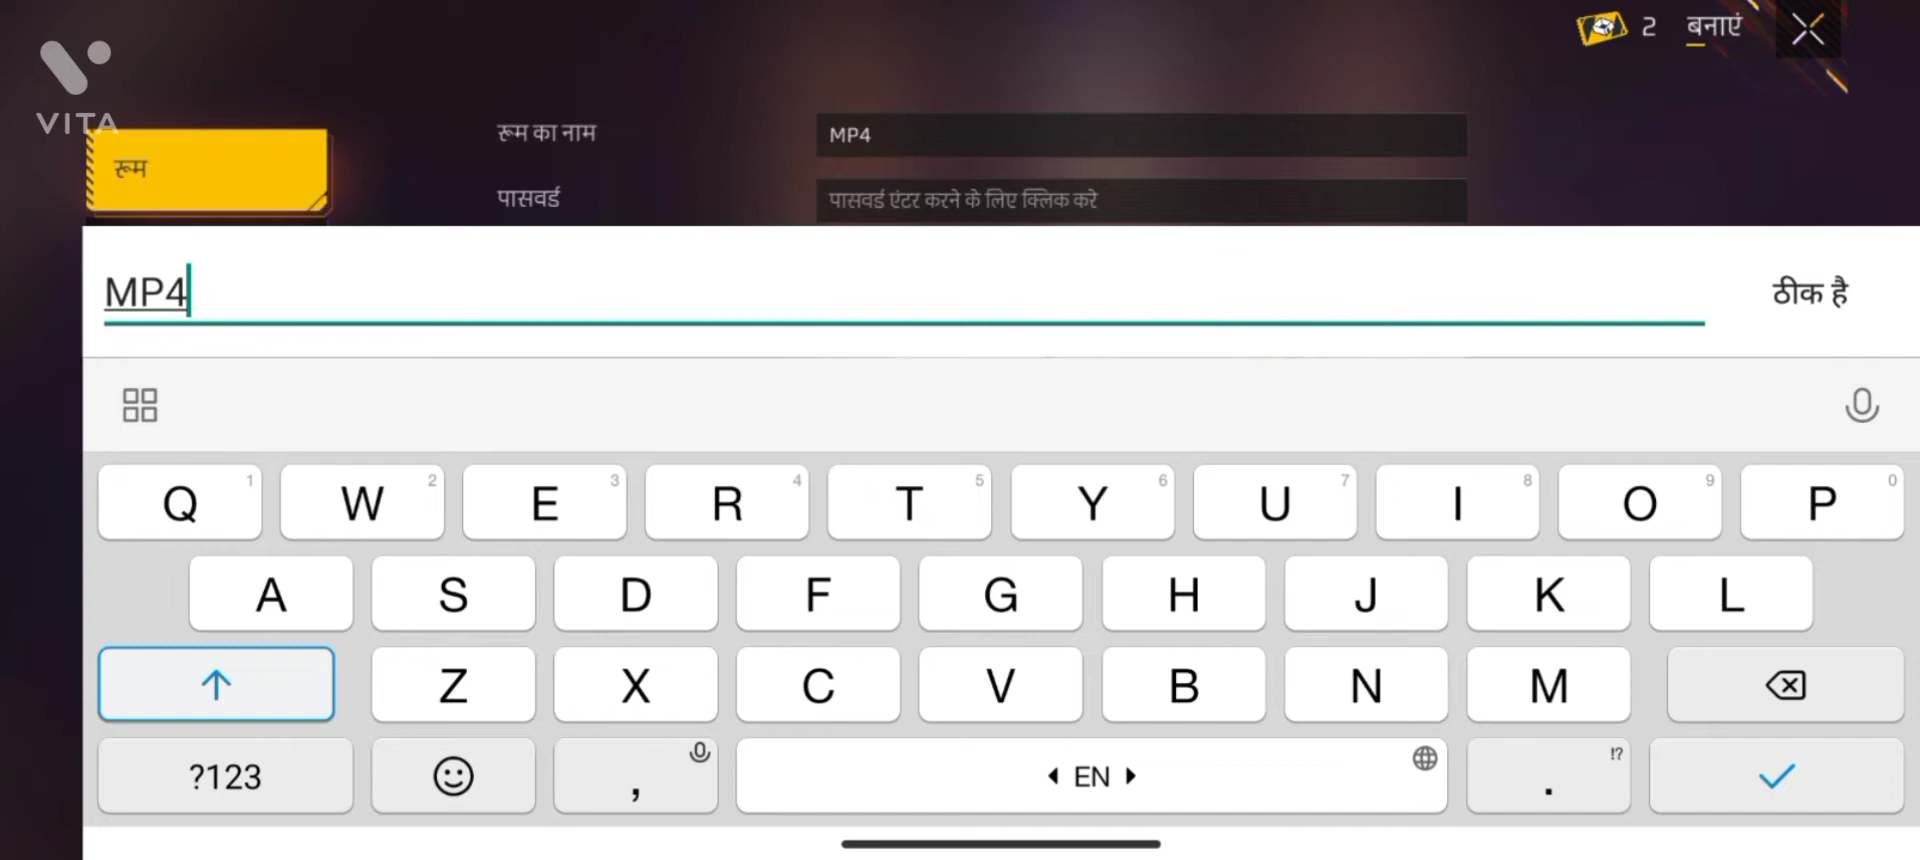 2 बनाएं
VITA
रूम का नाम MP4
रूम
पासवर्ड पासवर्ड एंटर करने के लिए क्लिक करे
MP4 ठीक है
Q 1 W 2 E 3 R 4 T 5 Y 6 U 7 I 8 O 9 P 0
A S D F G H J K L
Z X C V B N M
?123 , EN . !?